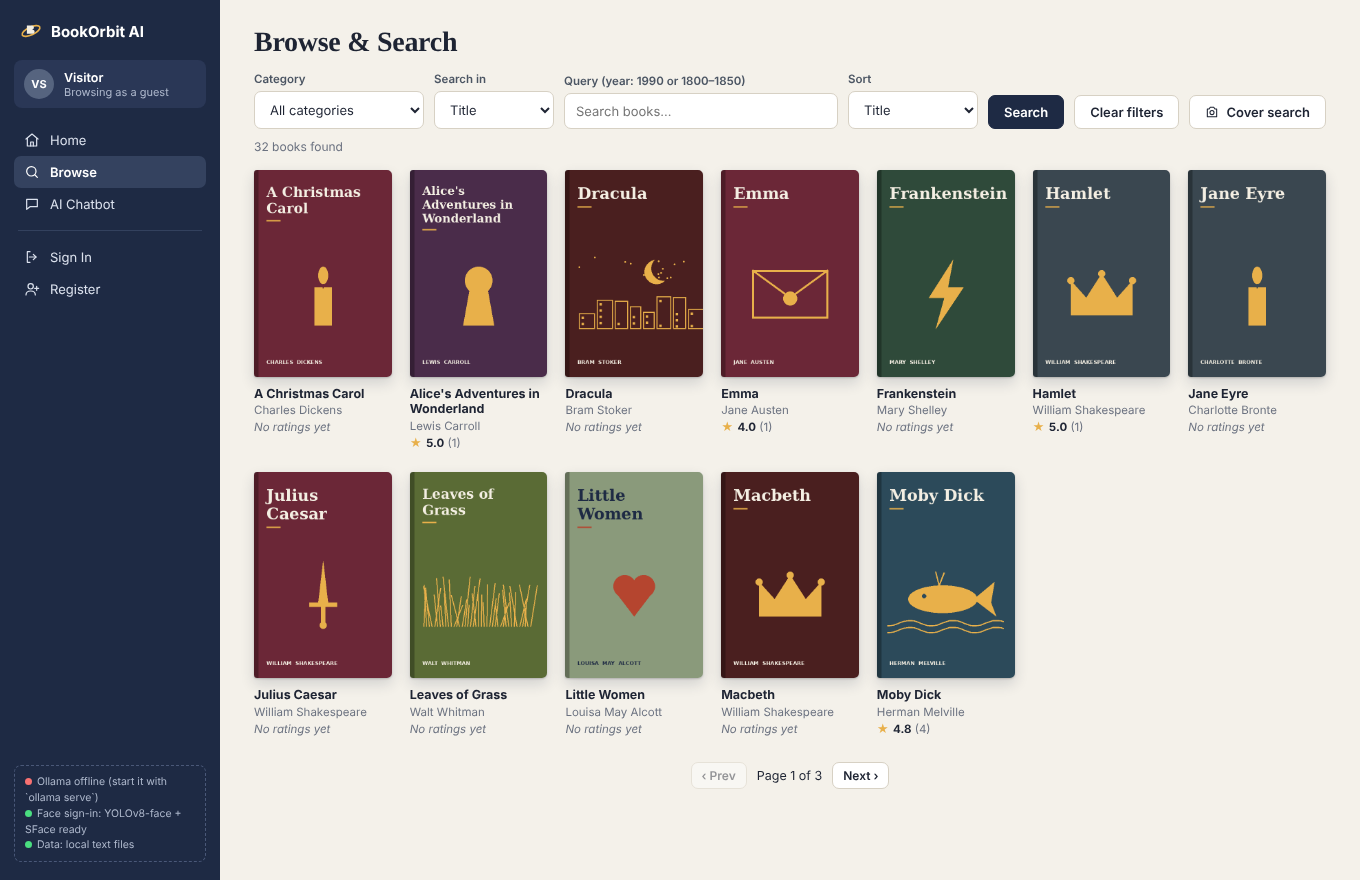 BookOrbit AI
VS
Visitor
Browsing as a guest
Home
Browse
AI Chatbot
Sign In
Register
Ollama offline (start it with
`ollama serve`)
Face sign-in: YOLOv8-face +
SFace ready
Data: local text files
Browse & Search
Category
Search in
Query (year: 1990 or 1800–1850)
Sort
All categories
Title
Search books...
Title
Search
Clear filters
Cover search
32 books found
A Christmas
Carol
CHARLES DICKENS
Alice's
Adventures in
Wonderland
LEWIS CARROLL
Dracula
BRAM STOKER
Emma
JANE AUSTEN
Frankenstein
MARY SHELLEY
Hamlet
WILLIAM SHAKESPEARE
Jane Eyre
CHARLOTTE BRONTE
A Christmas Carol
Charles Dickens
No ratings yet
Alice's Adventures in
Wonderland
Lewis Carroll
★ 5.0 (1)
Dracula
Bram Stoker
No ratings yet
Emma
Jane Austen
★ 4.0 (1)
Frankenstein
Mary Shelley
No ratings yet
Hamlet
William Shakespeare
★ 5.0 (1)
Jane Eyre
Charlotte Bronte
No ratings yet
Julius
Caesar
WILLIAM SHAKESPEARE
Leaves of
Grass
WALT WHITMAN
Little
Women
LOUISA MAY ALCOTT
Macbeth
WILLIAM SHAKESPEARE
Moby Dick
HERMAN MELVILLE
Julius Caesar
William Shakespeare
No ratings yet
Leaves of Grass
Walt Whitman
No ratings yet
Little Women
Louisa May Alcott
No ratings yet
Macbeth
William Shakespeare
No ratings yet
Moby Dick
Herman Melville
★ 4.8 (4)
‹ Prev
Page 1 of 3
Next ›